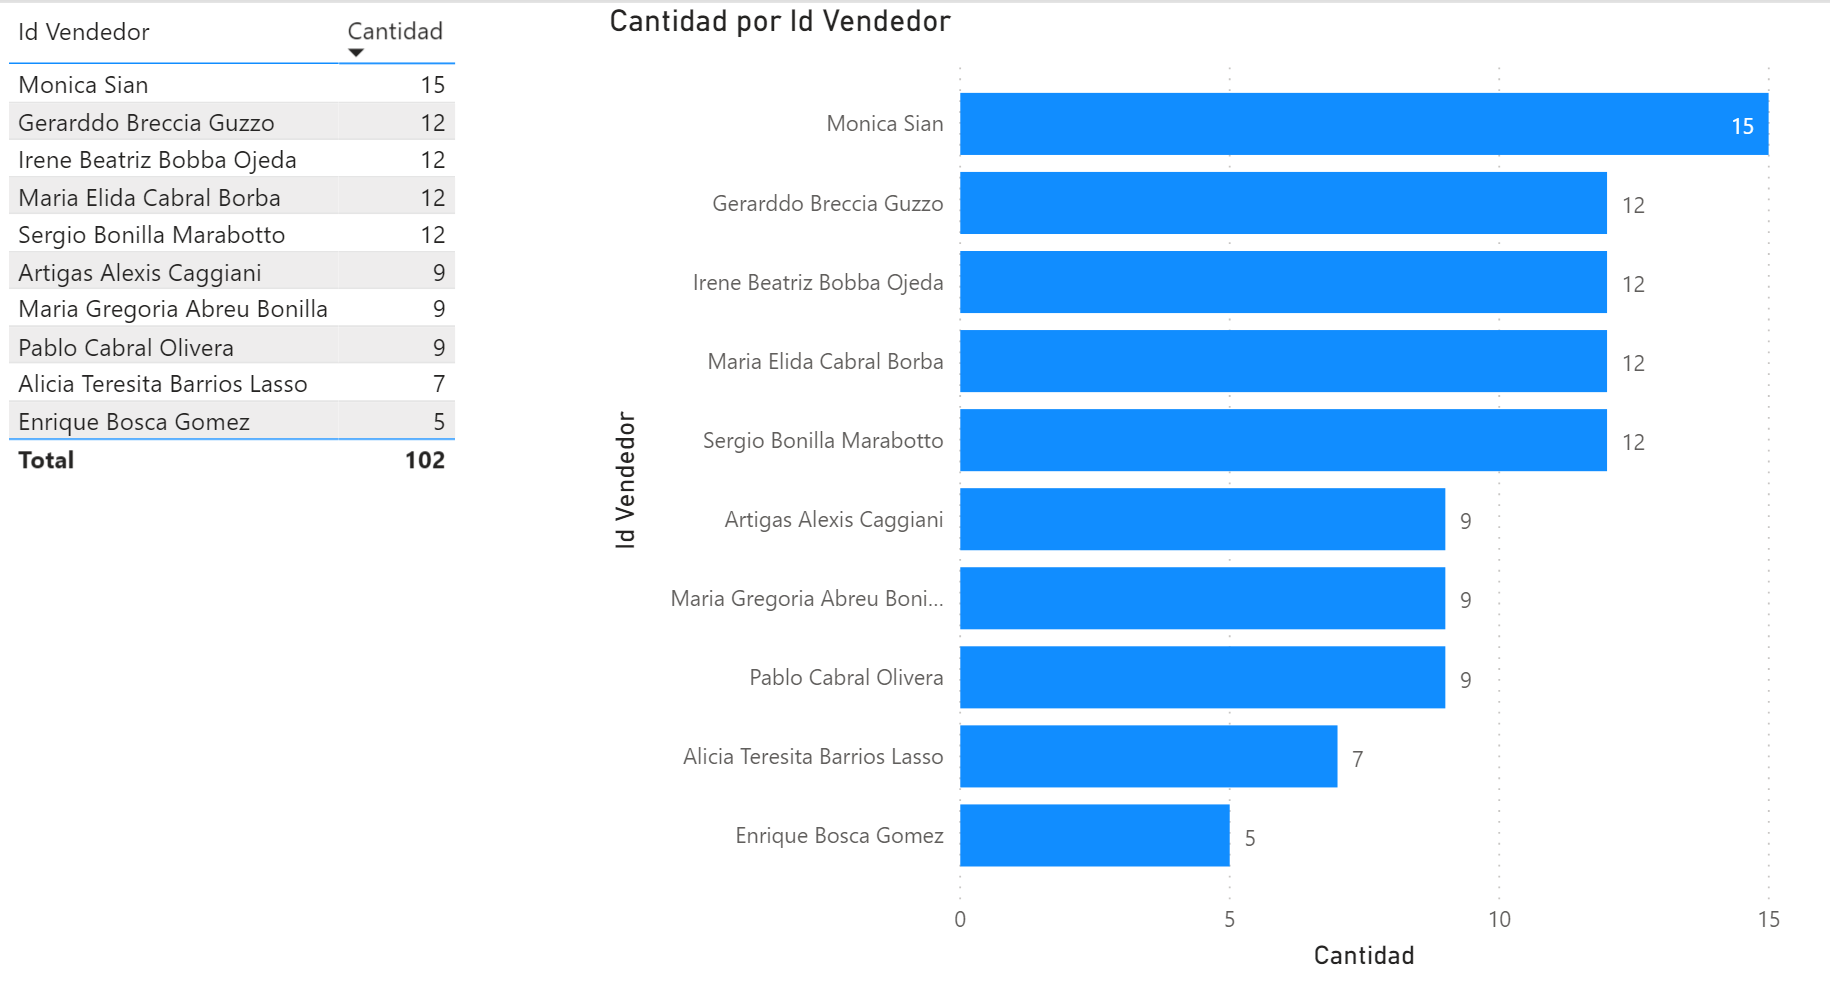 Id Vendedor Cantidad
Monica Sian 15
Gerarddo Breccia Guzzo 12
Irene Beatriz Bobba Ojeda 12
Maria Elida Cabral Borba 12
Sergio Bonilla Marabotto 12
Artigas Alexis Caggiani 9
Maria Gregoria Abreu Bonilla 9
Pablo Cabral Olivera 9
Alicia Teresita Barrios Lasso 7
Enrique Bosca Gomez 5
Total 102
Cantidad por Id Vendedor
Id Vendedor
Monica Sian 15
Gerarddo Breccia Guzzo 12
Irene Beatriz Bobba Ojeda 12
Maria Elida Cabral Borba 12
Sergio Bonilla Marabotto 12
Artigas Alexis Caggiani 9
Maria Gregoria Abreu Boni... 9
Pablo Cabral Olivera 9
Alicia Teresita Barrios Lasso 7
Enrique Bosca Gomez 5
0 5 10 15
Cantidad